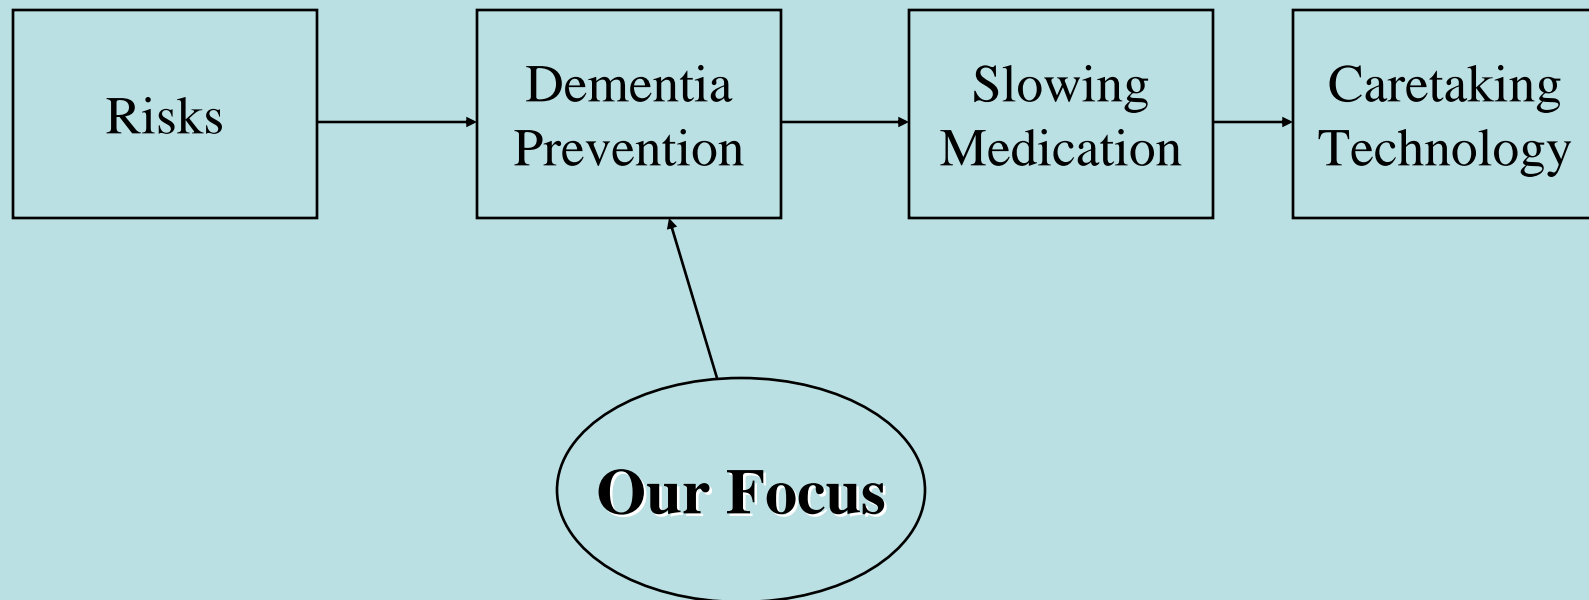 Risks
Dementia
Prevention
Slowing
Medication
Caretaking
Technology
Our Focus